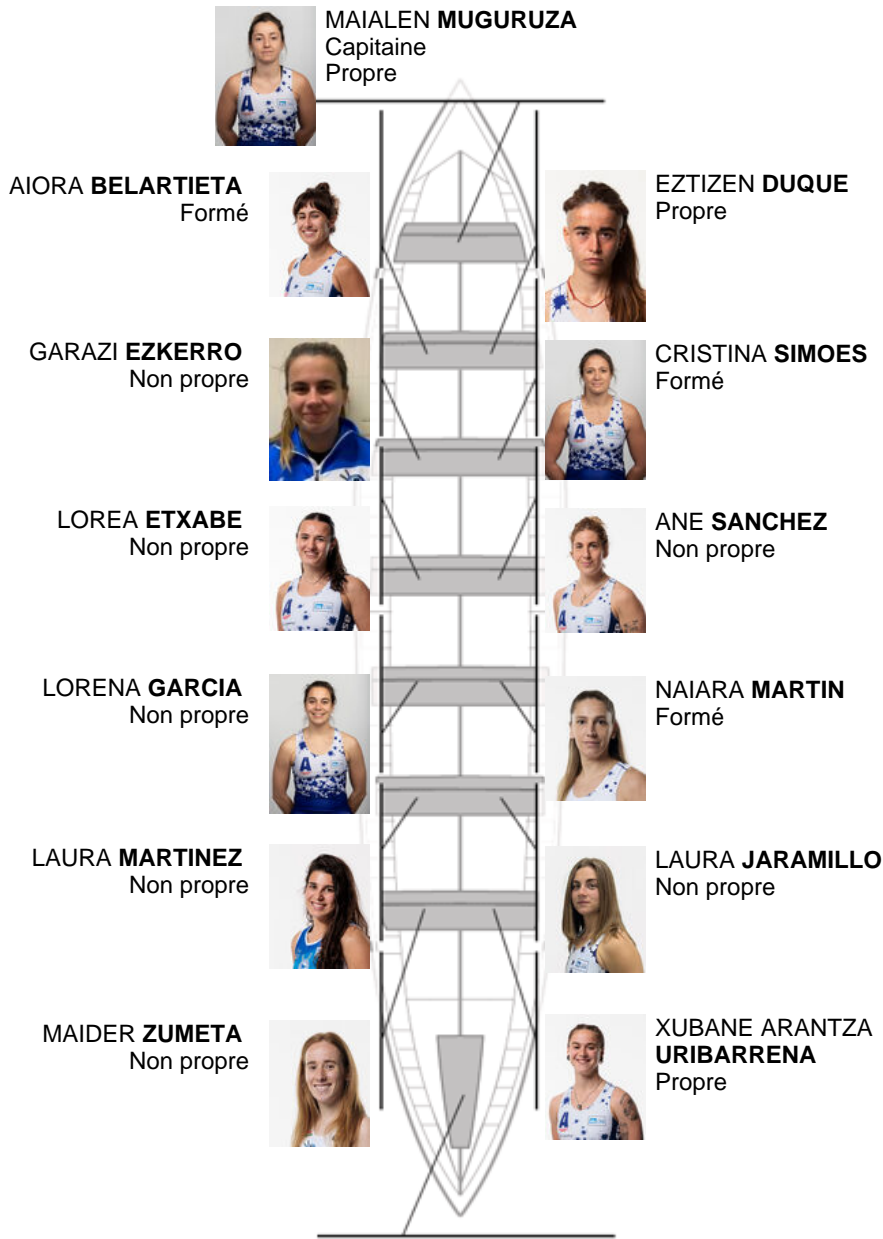 MAIALEN MUGURUZA
Capitaine
Propre
AIORA BELARTIETA
Formé
EZTIZEN DUQUE
Propre
GARAZI EZKERRO
Non propre
CRISTINA SIMOES
Formé
LOREA ETXABE
Non propre
ANE SANCHEZ
Non propre
LORENA GARCIA
Non propre
NAIARA MARTIN
Formé
LAURA MARTINEZ
Non propre
LAURA JARAMILLO
Non propre
MAIDER ZUMETA
Non propre
XUBANE ARANTZA
URIBARRENA
Propre